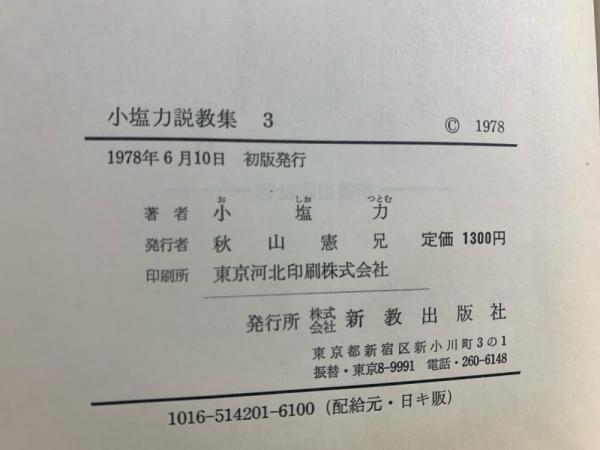 小塩力説教集 3
© 1978
1978年6月10日 初版発行
著者 小塩力
お しお つとむ
発行者 秋山憲兄 定価 1300円
印刷所 東京河北印刷株式会社
発行所 株式会社 新教出版社
東京都新宿区新小川町3の1
振替・東京8-9991 電話・260-6148
1016-514201-6100 (配給元・日キ販)